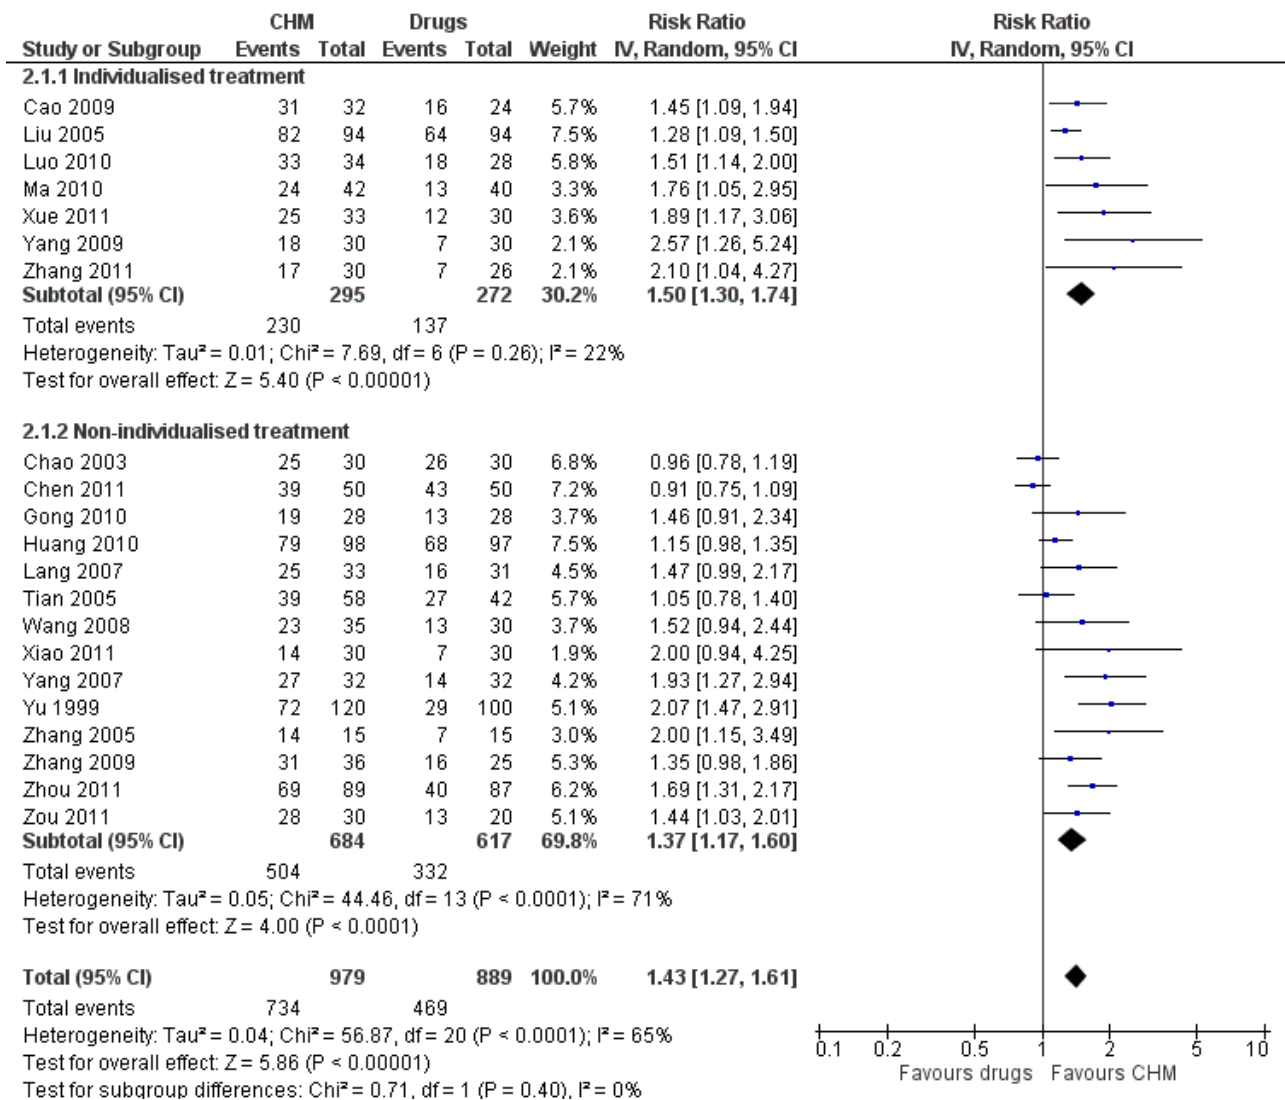 CHM Drugs Risk Ratio Risk Ratio
Study or Subgroup Events Total Events Total Weight IV, Random, 95% CI IV, Random, 95% CI
2.1.1 Individualised treatment
Cao 2009 31 32 16 24 5.7% 1.45 [1.09, 1.94]
Liu 2005 82 94 64 94 7.5% 1.28 [1.09, 1.50]
Luo 2010 33 34 18 28 5.8% 1.51 [1.14, 2.00]
Ma 2010 24 42 13 40 3.3% 1.76 [1.05, 2.95]
Xue 2011 25 33 12 30 3.6% 1.89 [1.17, 3.06]
Yang 2009 18 30 7 30 2.1% 2.57 [1.26, 5.24]
Zhang 2011 17 30 7 26 2.1% 2.10 [1.04, 4.27]
Subtotal (95% CI) 295 272 30.2% 1.50 [1.30, 1.74]
Total events 230 137
Heterogeneity: Tau² = 0.01; Chi² = 7.69, df = 6 (P = 0.26); I² = 22%
Test for overall effect: Z = 5.40 (P < 0.00001)
2.1.2 Non-individualised treatment
Chao 2003 25 30 26 30 6.8% 0.96 [0.78, 1.19]
Chen 2011 39 50 43 50 7.2% 0.91 [0.75, 1.09]
Gong 2010 19 28 13 28 3.7% 1.46 [0.91, 2.34]
Huang 2010 79 98 68 97 7.5% 1.15 [0.98, 1.35]
Lang 2007 25 33 16 31 4.5% 1.47 [0.99, 2.17]
Tian 2005 39 58 27 42 5.7% 1.05 [0.78, 1.40]
Wang 2008 23 35 13 30 3.7% 1.52 [0.94, 2.44]
Xiao 2011 14 30 7 30 1.9% 2.00 [0.94, 4.25]
Yang 2007 27 32 14 32 4.2% 1.93 [1.27, 2.94]
Yu 1999 72 120 29 100 5.1% 2.07 [1.47, 2.91]
Zhang 2005 14 15 7 15 3.0% 2.00 [1.15, 3.49]
Zhang 2009 31 36 16 25 5.3% 1.35 [0.98, 1.86]
Zhou 2011 69 89 40 87 6.2% 1.69 [1.31, 2.17]
Zou 2011 28 30 13 20 5.1% 1.44 [1.03, 2.01]
Subtotal (95% CI) 684 617 69.8% 1.37 [1.17, 1.60]
Total events 504 332
Heterogeneity: Tau² = 0.05; Chi² = 44.46, df = 13 (P < 0.0001); I² = 71%
Test for overall effect: Z = 4.00 (P < 0.0001)
Total (95% CI) 979 889 100.0% 1.43 [1.27, 1.61]
Total events 734 469
Heterogeneity: Tau² = 0.04; Chi² = 56.87, df = 20 (P < 0.0001); I² = 65%
Test for overall effect: Z = 5.86 (P < 0.00001)
Test for subgroup differences: Chi² = 0.71, df = 1 (P = 0.40), I² = 0%
0.1 0.2 0.5 1 2 5 10
Favours drugs Favours CHM